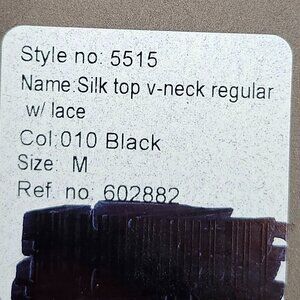 Style no: 5515
Name:Silk top v-neck regular
w/ lace
Col:010 Black
Size: M
Ref. no: 602882